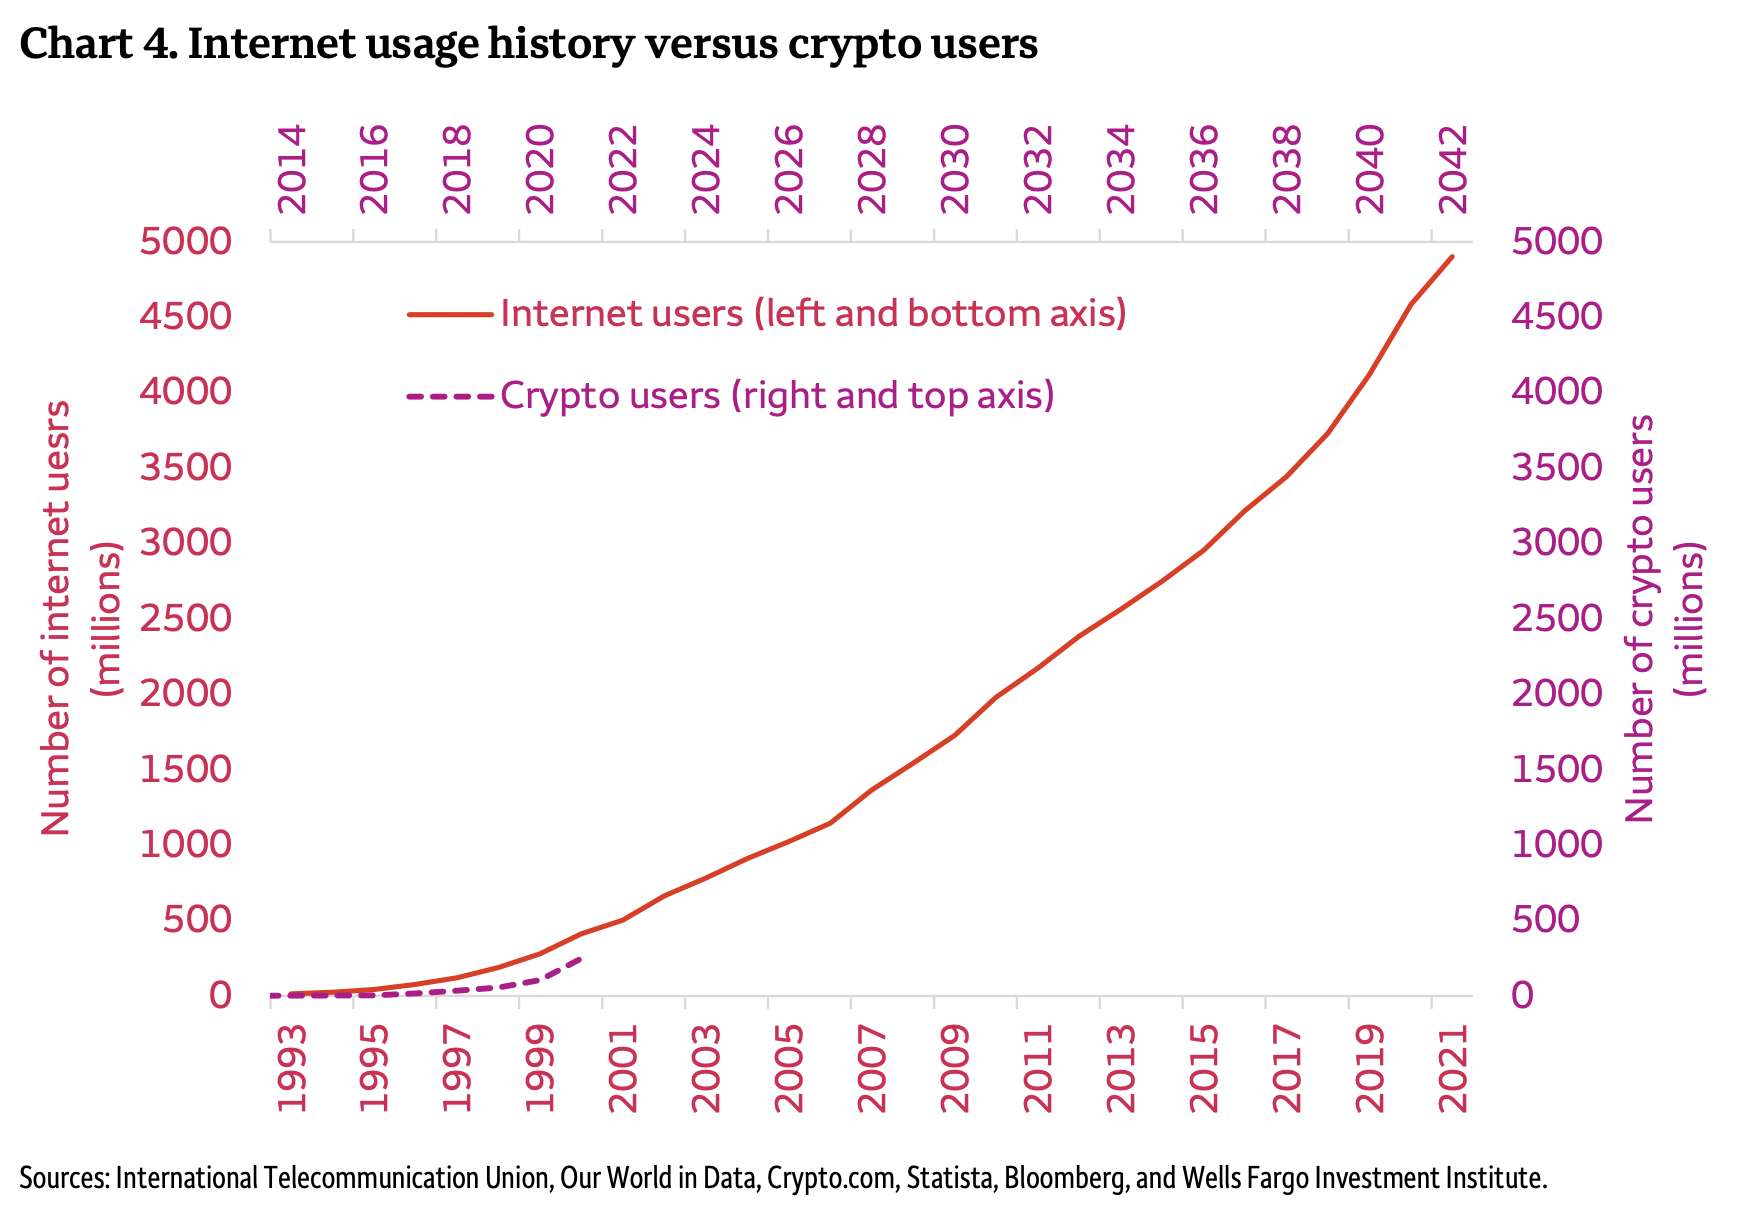 Chart 4. Internet usage history versus crypto users
2014 2016 2018 2020 2022 2024 2026 2028 2030 2032 2034 2036 2038 2040 2042
5000 5000
Internet users (left and bottom axis)
4500 4500
Crypto users (right and top axis)
4000 4000
3500 3500
3000 3000
2500 2500
2000 2000
1500 1500
1000 1000
500 500
0 0
Number of internet uesrs
(millions)
Number of crypto users
(millions)
1993 1995 1997 1999 2001 2003 2005 2007 2009 2011 2013 2015 2017 2019 2021
Sources: International Telecommunication Union, Our World in Data, Crypto.com, Statista, Bloomberg, and Wells Fargo Investment Institute.